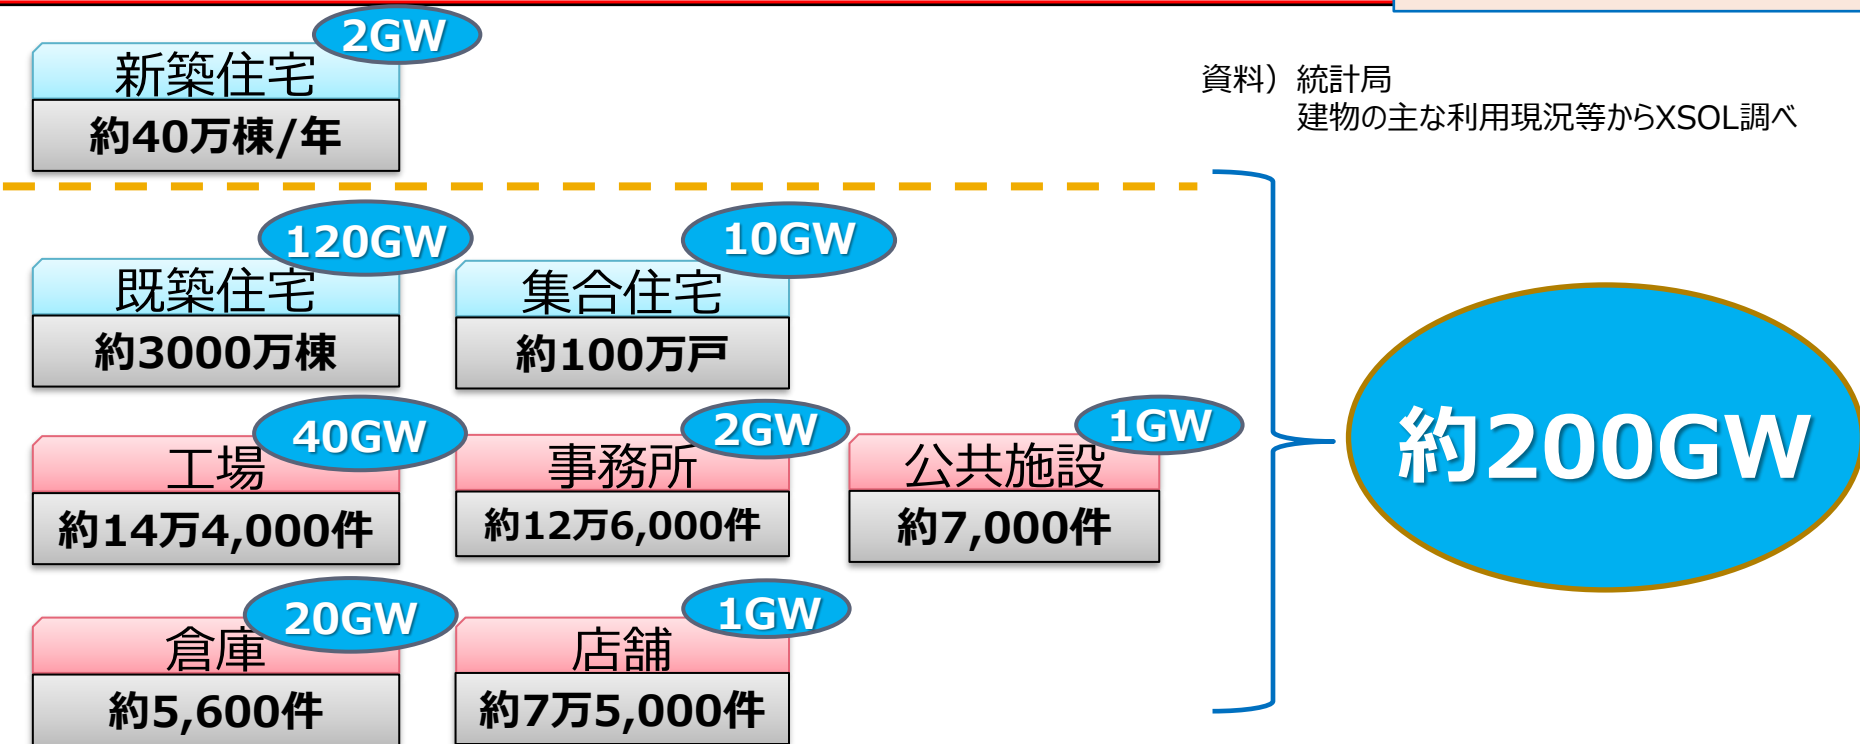 2GW
新築住宅
約40万棟/年
資料）統計局
建物の主な利用現況等からXSOL調べ
120GW
既築住宅
約3000万棟
10GW
集合住宅
約100万戸
40GW
工場
約14万4,000件
2GW
事務所
約12万6,000件
1GW
公共施設
約7,000件
20GW
倉庫
約5,600件
1GW
店舗
約7万5,000件
約200GW